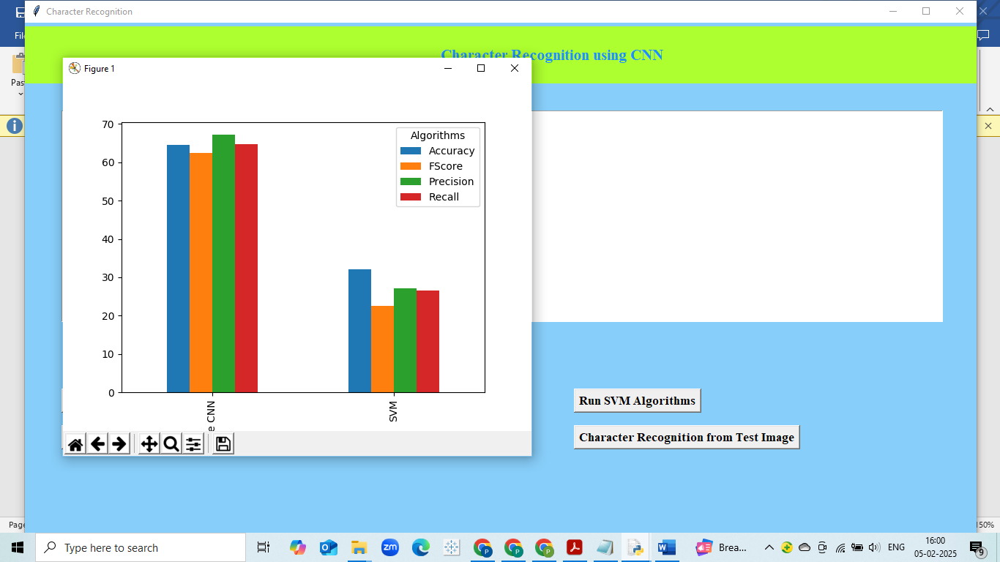 Character Recognition
Character Recognition using CNN
Figure 1
70
60
50
40
30
20
10
0
Algorithms
Accuracy
FScore
Precision
Recall
e CNN
SVM
Run SVM Algorithms
Character Recognition from Test Image
Page
150%
Type here to search
zm
Brea...
ENG
16:00
05-02-2025
9